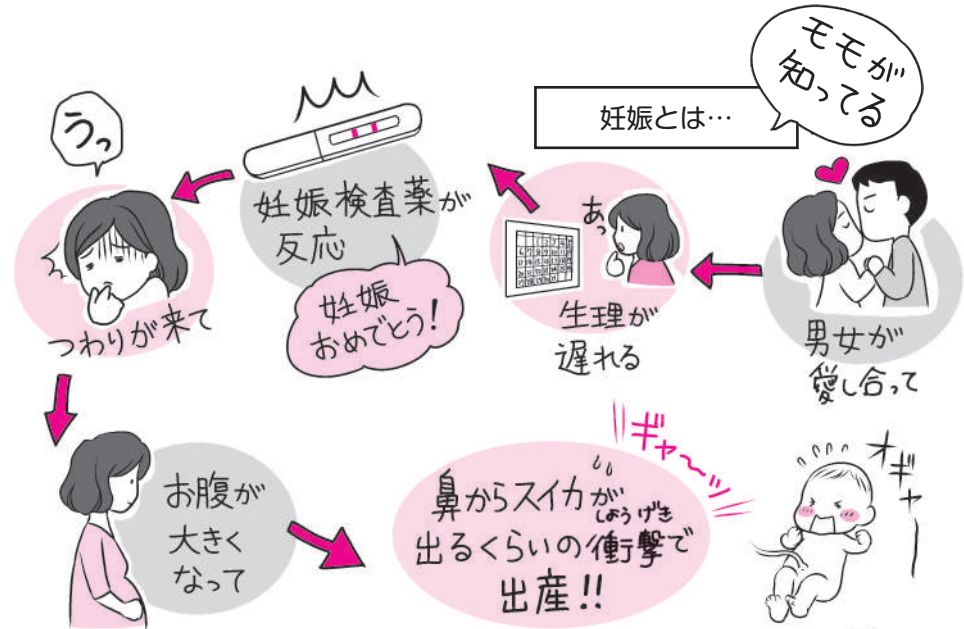 モモが
知ってる
妊娠とは…
男女が
愛し合って
あっ
生理が
遅れる
妊娠検査薬が
反応
妊娠
おめでとう！
うっ
つわりが来て
お腹が
大きく
なって
鼻からスイカが
しょうげき
出るくらいの衝撃で
出産！！
ギャ〜ッ
オギャー